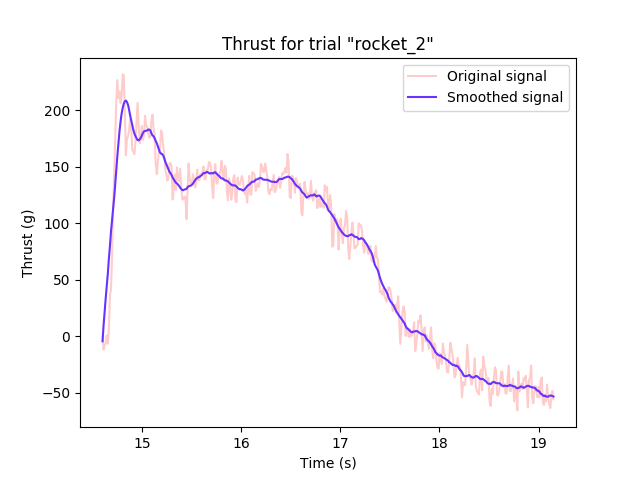 Thrust for trial "rocket_2"
Original signal
Smoothed signal
Thrust (g)
200
150
100
50
0
−50
15 16 17 18 19
Time (s)